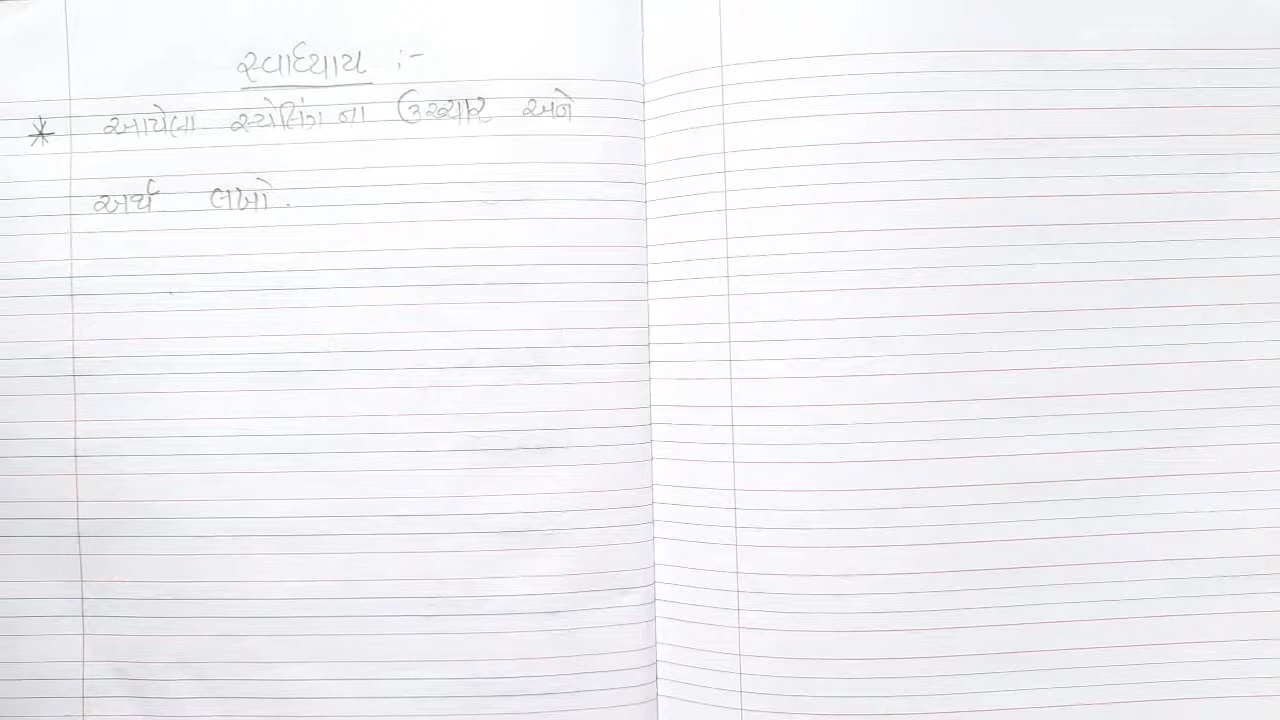 સ્વાધ્યાય :-
* આપેલા સ્પેલિંગ ના ઉચ્ચાર અને
અર્થ લખો.